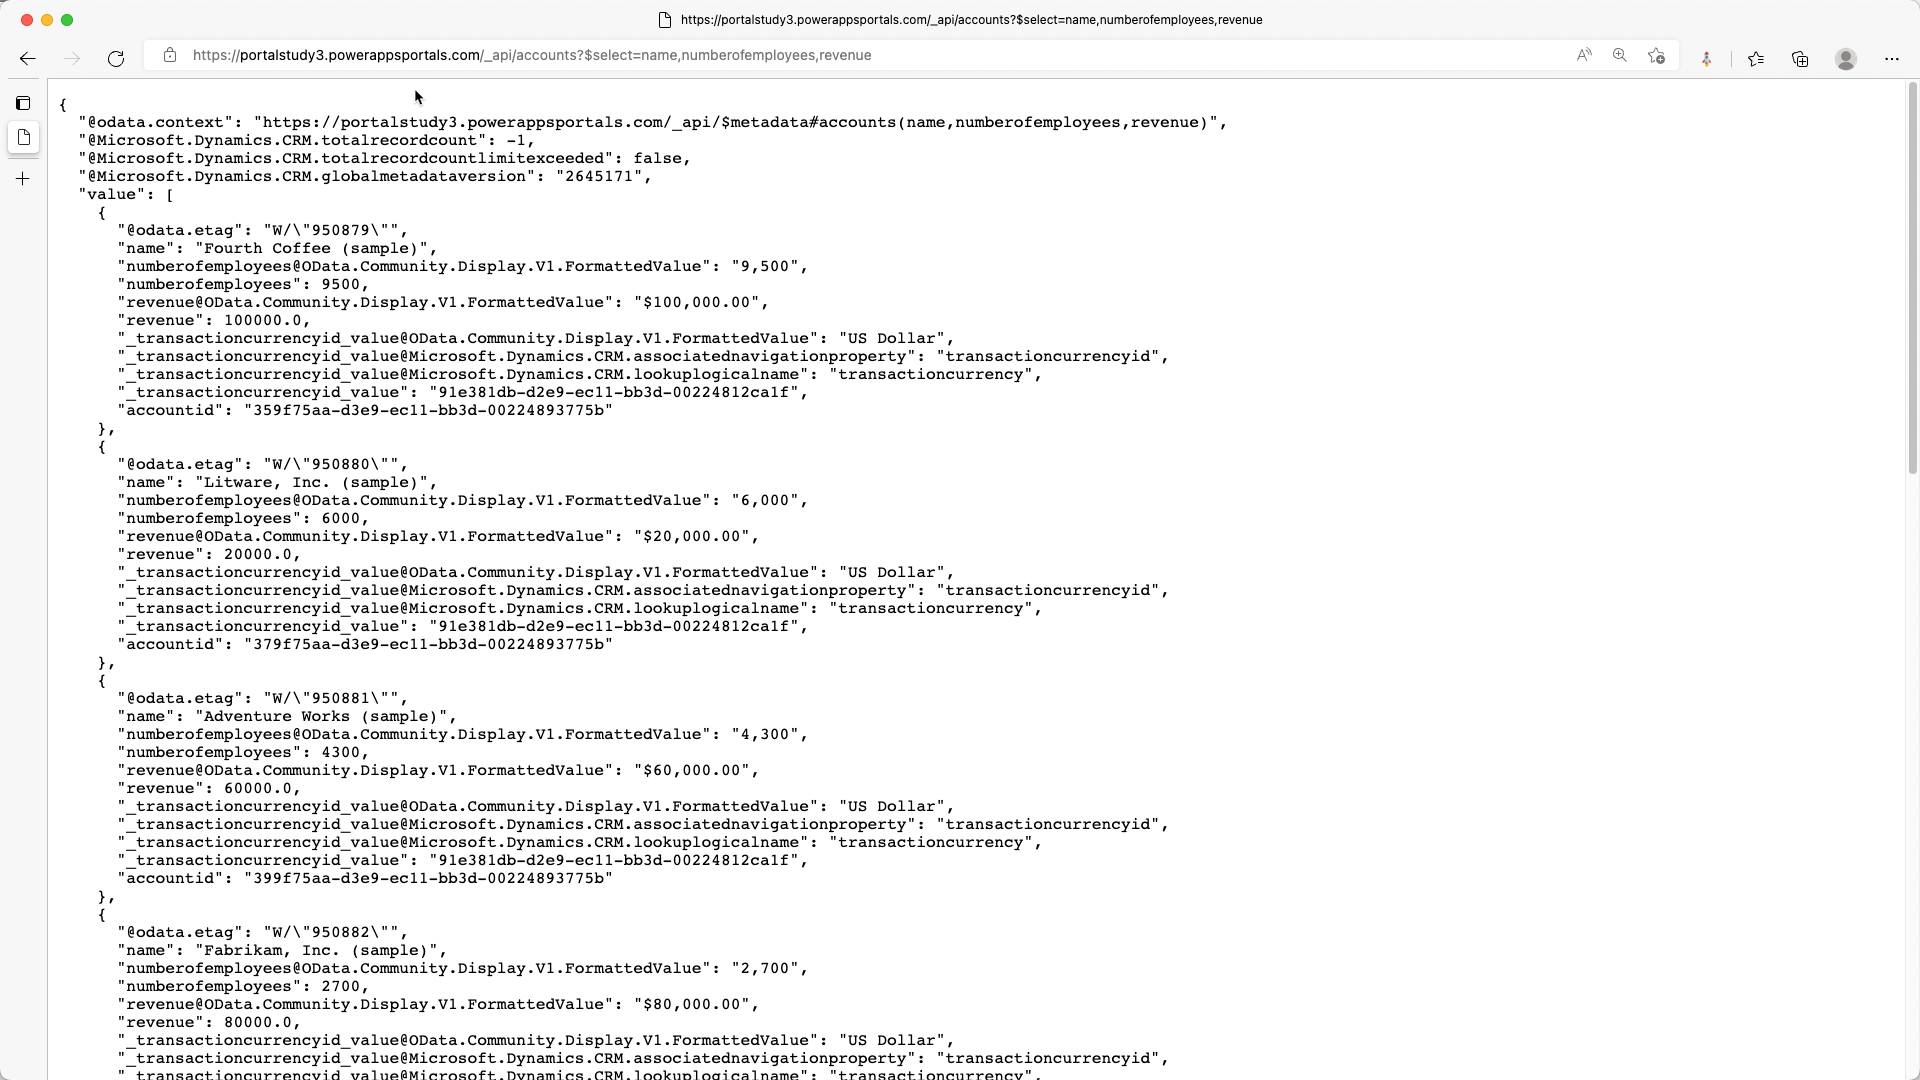 https://portalstudy3.powerappsportals.com/_api/accounts?$select=name,numberofemployees,revenue
https://portalstudy3.powerappsportals.com/_api/accounts?$select=name,numberofemployees,revenue
{
"@odata.context": "https://portalstudy3.powerappsportals.com/_api/$metadata#accounts(name,numberofemployees,revenue)",
"@Microsoft.Dynamics.CRM.totalrecordcount": -1,
"@Microsoft.Dynamics.CRM.totalrecordcountlimitexceeded": false,
"@Microsoft.Dynamics.CRM.globalmetadataversion": "2645171",
"value": [
{
"@odata.etag": "W/\"950879\"",
"name": "Fourth Coffee (sample)",
"numberofemployees@OData.Community.Display.V1.FormattedValue": "9,500",
"numberofemployees": 9500,
"revenue@OData.Community.Display.V1.FormattedValue": "$100,000.00",
"revenue": 100000.0,
"_transactioncurrencyid_value@OData.Community.Display.V1.FormattedValue": "US Dollar",
"_transactioncurrencyid_value@Microsoft.Dynamics.CRM.associatednavigationproperty": "transactioncurrencyid",
"_transactioncurrencyid_value@Microsoft.Dynamics.CRM.lookuplogicalname": "transactioncurrency",
"_transactioncurrencyid_value": "91e381db-d2e9-ec11-bb3d-00224812ca1f",
"accountid": "359f75aa-d3e9-ec11-bb3d-00224893775b"
},
{
"@odata.etag": "W/\"950880\"",
"name": "Litware, Inc. (sample)",
"numberofemployees@OData.Community.Display.V1.FormattedValue": "6,000",
"numberofemployees": 6000,
"revenue@OData.Community.Display.V1.FormattedValue": "$20,000.00",
"revenue": 20000.0,
"_transactioncurrencyid_value@OData.Community.Display.V1.FormattedValue": "US Dollar",
"_transactioncurrencyid_value@Microsoft.Dynamics.CRM.associatednavigationproperty": "transactioncurrencyid",
"_transactioncurrencyid_value@Microsoft.Dynamics.CRM.lookuplogicalname": "transactioncurrency",
"_transactioncurrencyid_value": "91e381db-d2e9-ec11-bb3d-00224812ca1f",
"accountid": "379f75aa-d3e9-ec11-bb3d-00224893775b"
},
{
"@odata.etag": "W/\"950881\"",
"name": "Adventure Works (sample)",
"numberofemployees@OData.Community.Display.V1.FormattedValue": "4,300",
"numberofemployees": 4300,
"revenue@OData.Community.Display.V1.FormattedValue": "$60,000.00",
"revenue": 60000.0,
"_transactioncurrencyid_value@OData.Community.Display.V1.FormattedValue": "US Dollar",
"_transactioncurrencyid_value@Microsoft.Dynamics.CRM.associatednavigationproperty": "transactioncurrencyid",
"_transactioncurrencyid_value@Microsoft.Dynamics.CRM.lookuplogicalname": "transactioncurrency",
"_transactioncurrencyid_value": "91e381db-d2e9-ec11-bb3d-00224812ca1f",
"accountid": "399f75aa-d3e9-ec11-bb3d-00224893775b"
},
{
"@odata.etag": "W/\"950882\"",
"name": "Fabrikam, Inc. (sample)",
"numberofemployees@OData.Community.Display.V1.FormattedValue": "2,700",
"numberofemployees": 2700,
"revenue@OData.Community.Display.V1.FormattedValue": "$80,000.00",
"revenue": 80000.0,
"_transactioncurrencyid_value@OData.Community.Display.V1.FormattedValue": "US Dollar",
"_transactioncurrencyid_value@Microsoft.Dynamics.CRM.associatednavigationproperty": "transactioncurrencyid",
"_transactioncurrencyid_value@Microsoft.Dynamics.CRM.lookuplogicalname": "transactioncurrency",